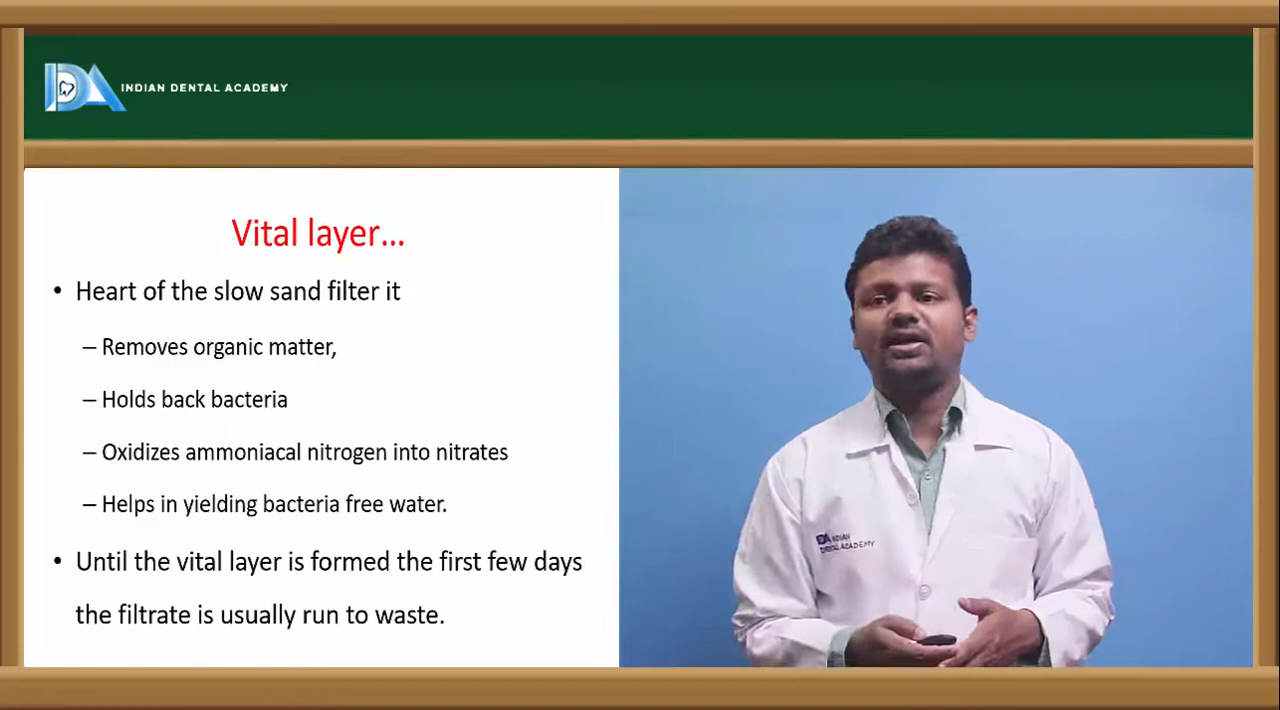 INDIAN DENTAL ACADEMY
Vital layer...
• Heart of the slow sand filter it
– Removes organic matter,
– Holds back bacteria
– Oxidizes ammoniacal nitrogen into nitrates
– Helps in yielding bacteria free water.
• Until the vital layer is formed the first few days
the filtrate is usually run to waste.
IDA INDIAN
DENTAL ACADEMY